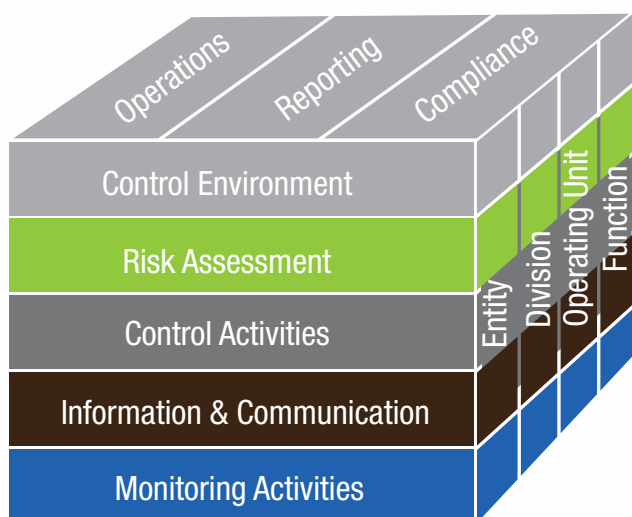 Operations
Reporting
Compliance
Control Environment
Risk Assessment
Control Activities
Information & Communication
Monitoring Activities
Entity
Division
Operating Unit
Function